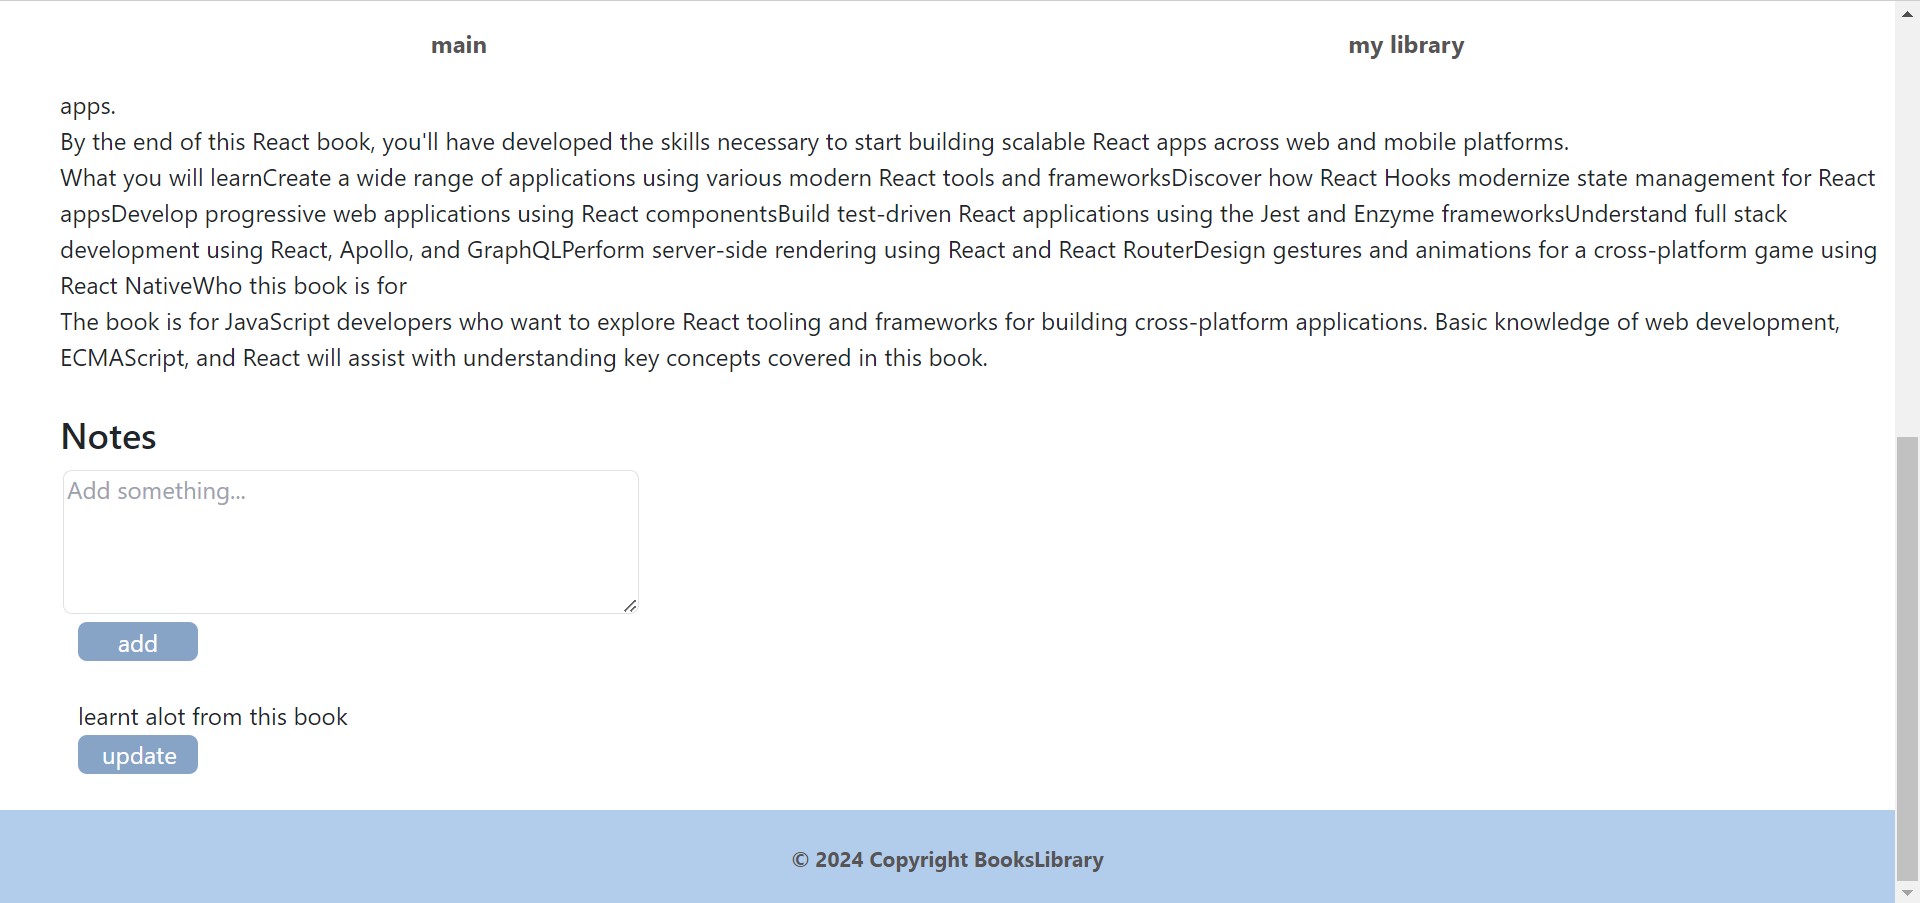 main
my library
apps.
By the end of this React book, you'll have developed the skills necessary to start building scalable React apps across web and mobile platforms.
What you will learnCreate a wide range of applications using various modern React tools and frameworksDiscover how React Hooks modernize state management for React
appsDevelop progressive web applications using React componentsBuild test-driven React applications using the Jest and Enzyme frameworksUnderstand full stack
development using React, Apollo, and GraphQLPerform server-side rendering using React and React RouterDesign gestures and animations for a cross-platform game using
React NativeWho this book is for
The book is for JavaScript developers who want to explore React tooling and frameworks for building cross-platform applications. Basic knowledge of web development,
ECMAScript, and React will assist with understanding key concepts covered in this book.
Notes
Add something...
add
learnt alot from this book
update
© 2024 Copyright BooksLibrary